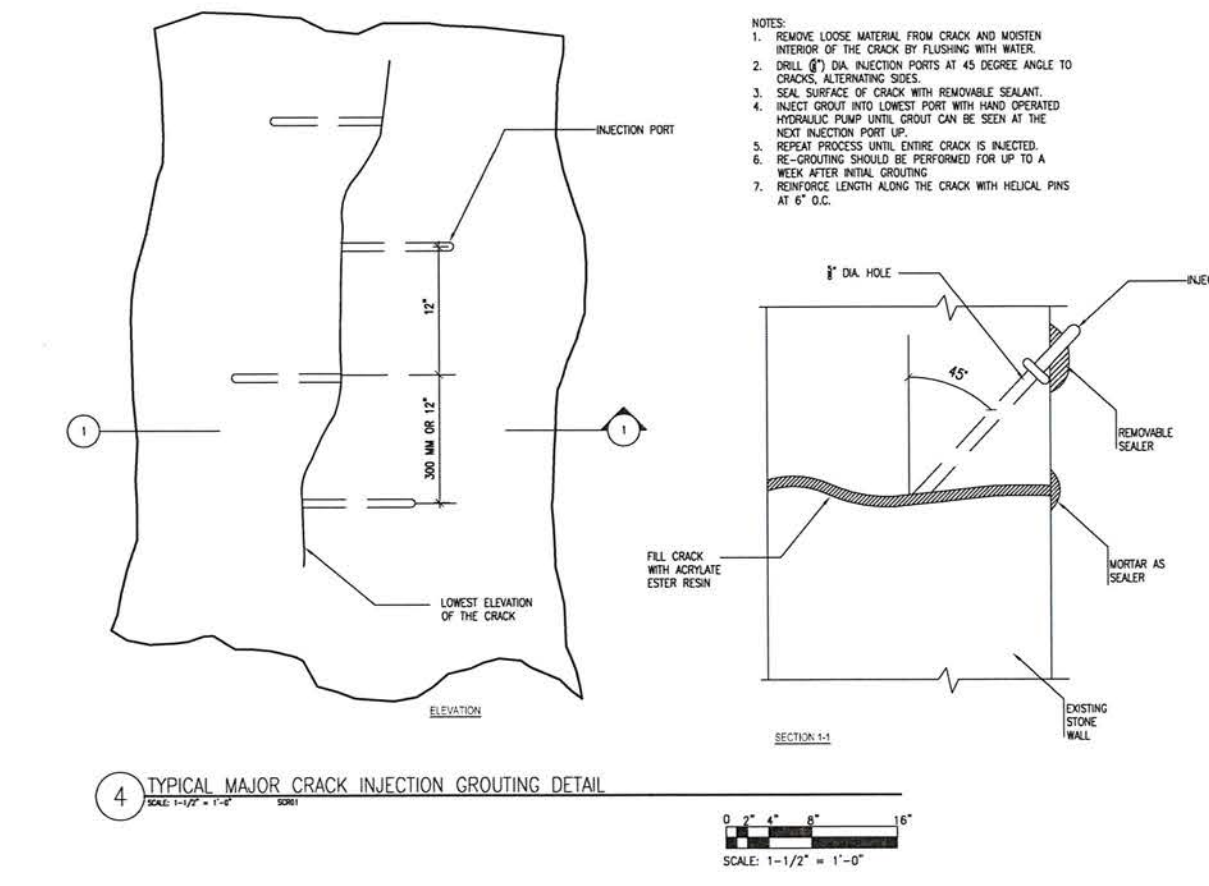 NOTES:
1. REMOVE LOOSE MATERIAL FROM CRACK AND MOISTEN
INTERIOR OF THE CRACK BY FLUSHING WITH WATER.
2. DRILL ( ") DIA. INJECTION PORTS AT 45 DEGREE ANGLE TO
CRACKS, ALTERNATING SIDES.
3. SEAL SURFACE OF CRACK WITH REMOVABLE SEALANT.
4. INJECT GROUT INTO LOWEST PORT WITH HAND OPERATED
HYDRAULIC PUMP UNTIL GROUT CAN BE SEEN AT THE
NEXT INJECTION PORT UP.
5. REPEAT PROCESS UNTIL ENTIRE CRACK IS INJECTED.
6. RE-GROUTING SHOULD BE PERFORMED FOR UP TO A
WEEK AFTER INITIAL GROUTING
7. REINFORCE LENGTH ALONG THE CRACK WITH HELICAL PINS
AT 6" O.C.
INJECTION PORT
12"
300 MM OR 12"
1
1
LOWEST ELEVATION
OF THE CRACK
ELEVATION
" DIA. HOLE
INJE
45°
REMOVABLE
SEALER
FILL CRACK
WITH ACRYLATE
ESTER RESIN
MORTAR AS
SEALER
EXISTING
STONE
WALL
SECTION 1-1
4 TYPICAL MAJOR CRACK INJECTION GROUTING DETAIL
SCALE: 1-1/2" = 1'-0"
0 2" 4" 8" 16"
SCALE: 1-1/2" = 1'-0"